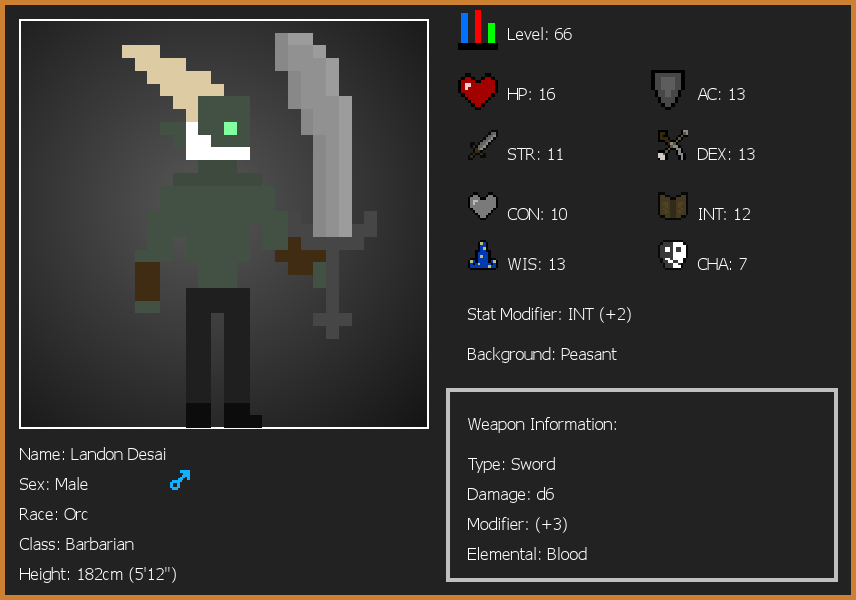 Level: 66
HP: 16
AC: 13
STR: 11
DEX: 13
CON: 10
INT: 12
WIS: 13
CHA: 7
Stat Modifier: INT (+2)
Background: Peasant
Weapon Information:
Type: Sword
Damage: d6
Modifier: (+3)
Elemental: Blood
Name: Landon Desai
Sex: Male
Race: Orc
Class: Barbarian
Height: 182cm (5'12")